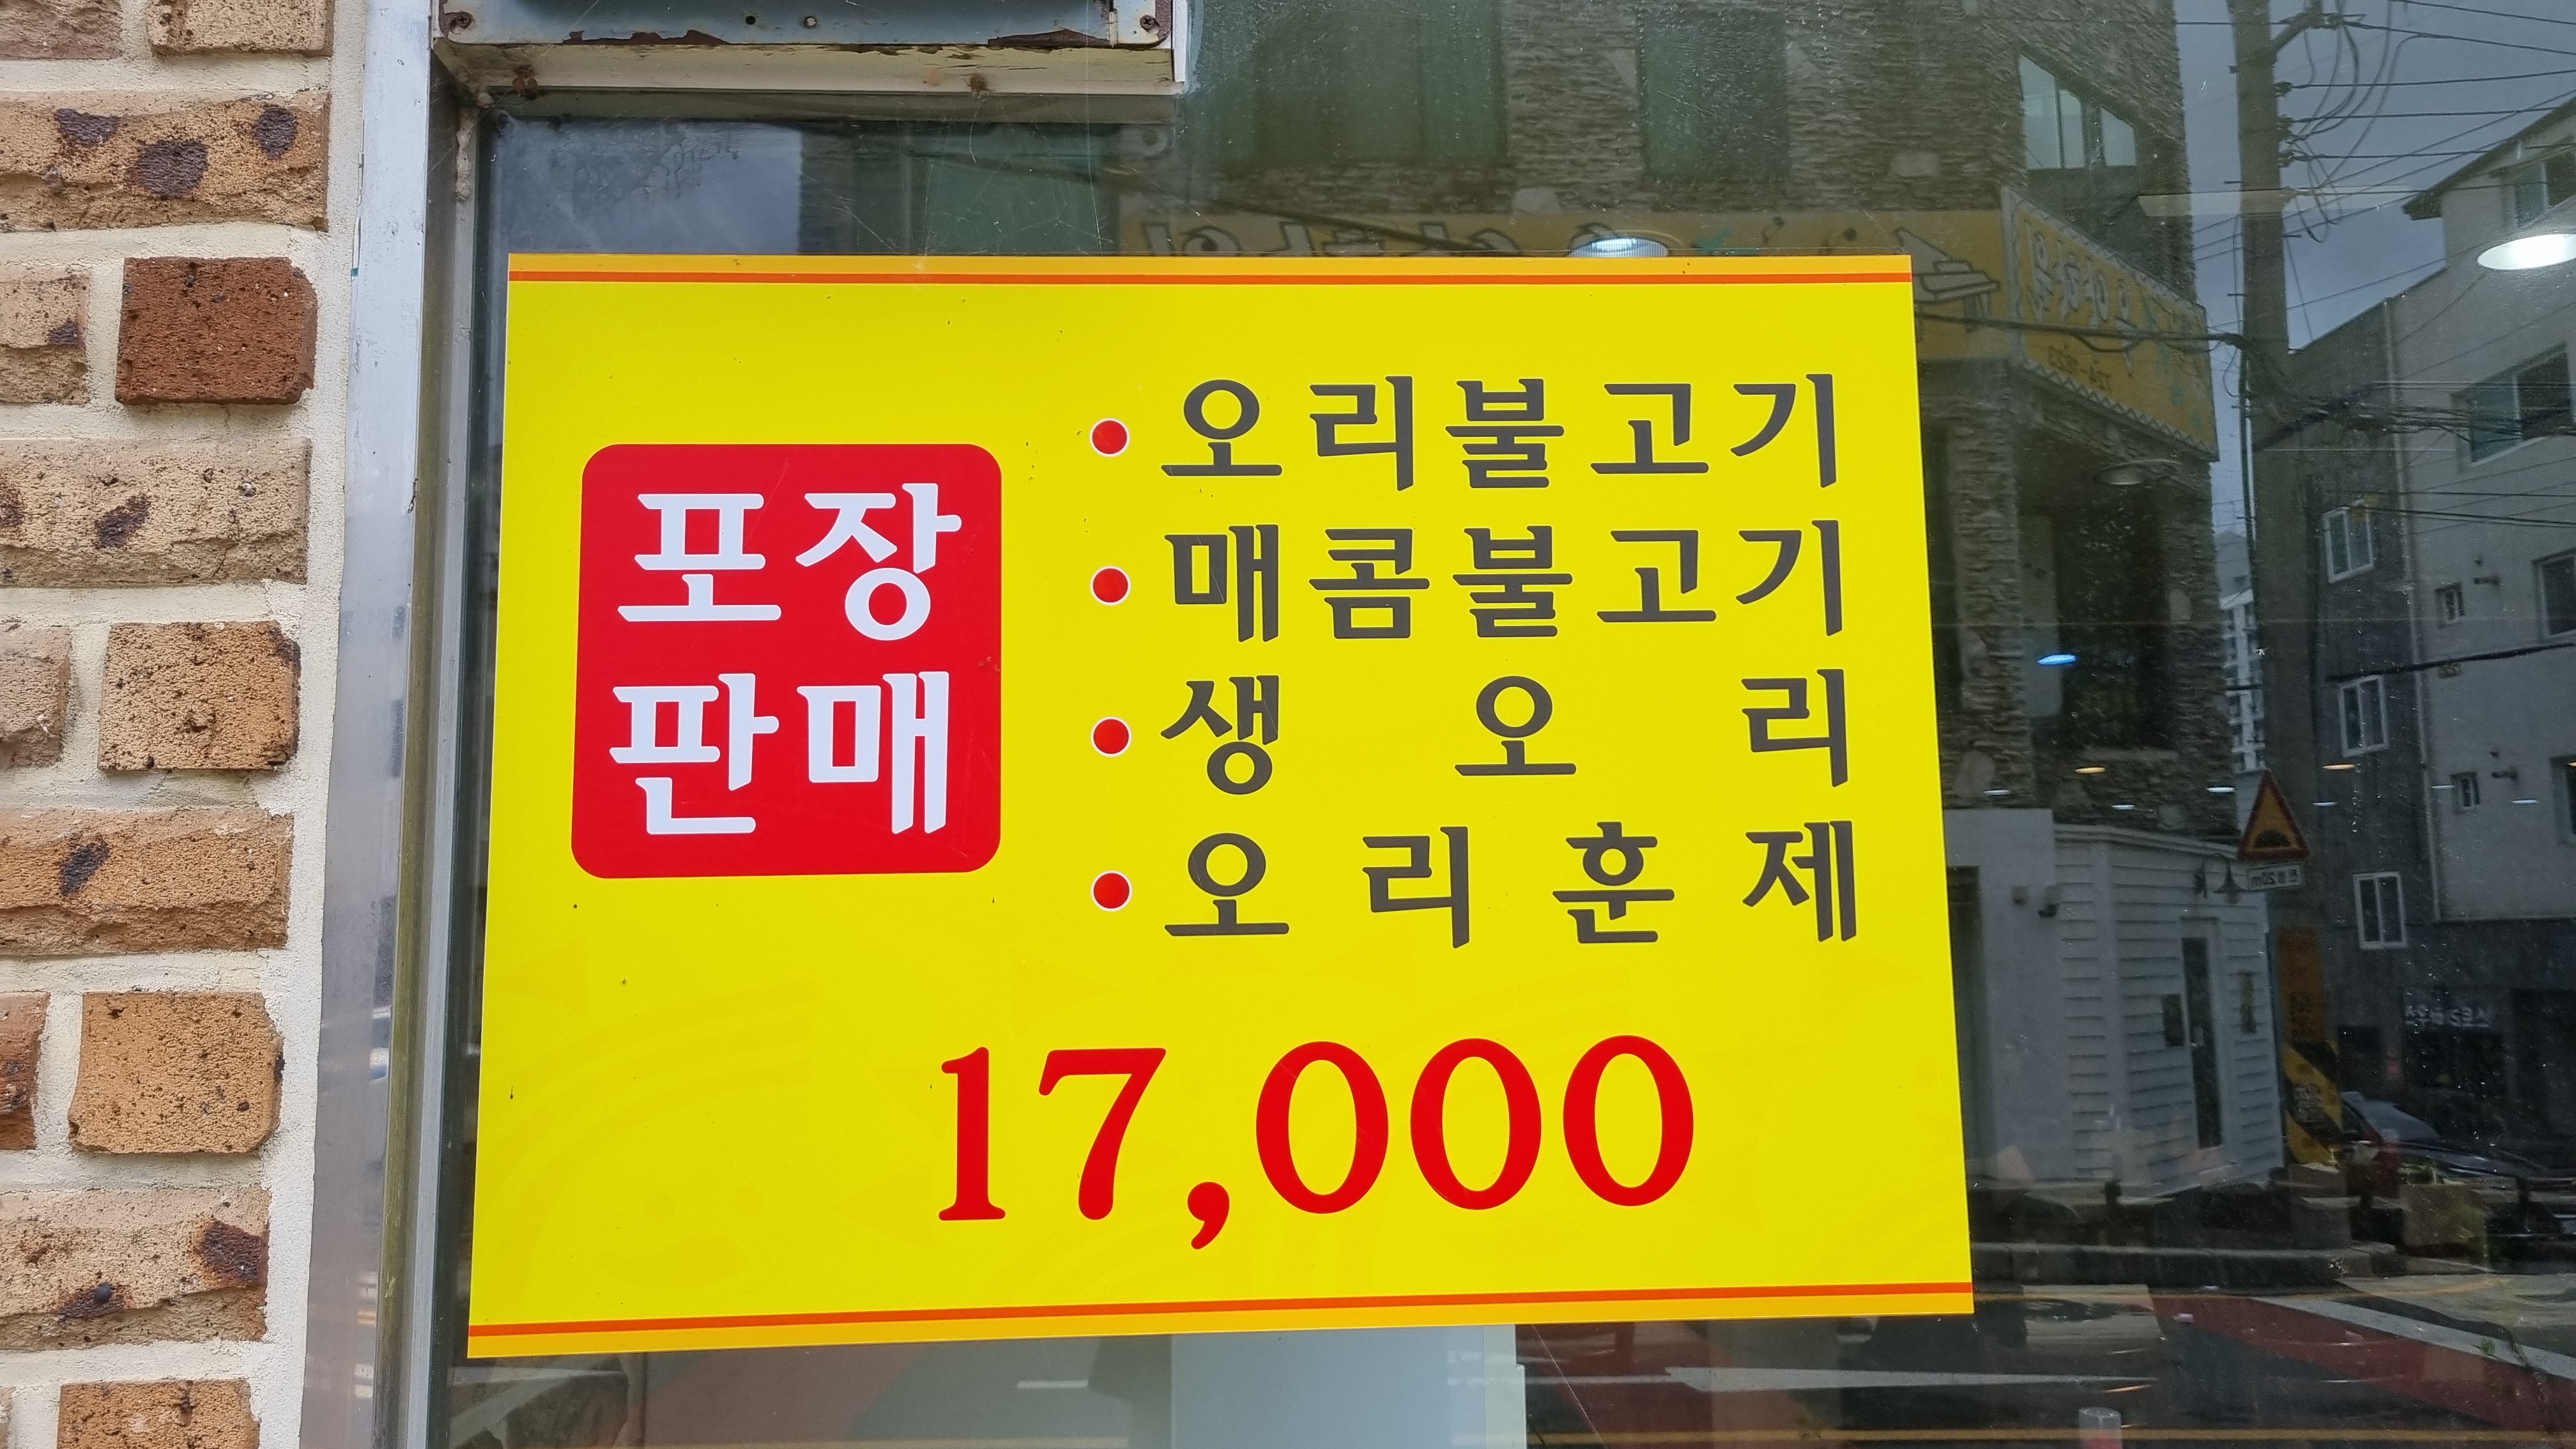 포장
판매
오리불고기
매콤불고기
생오리
오리훈제
17,000